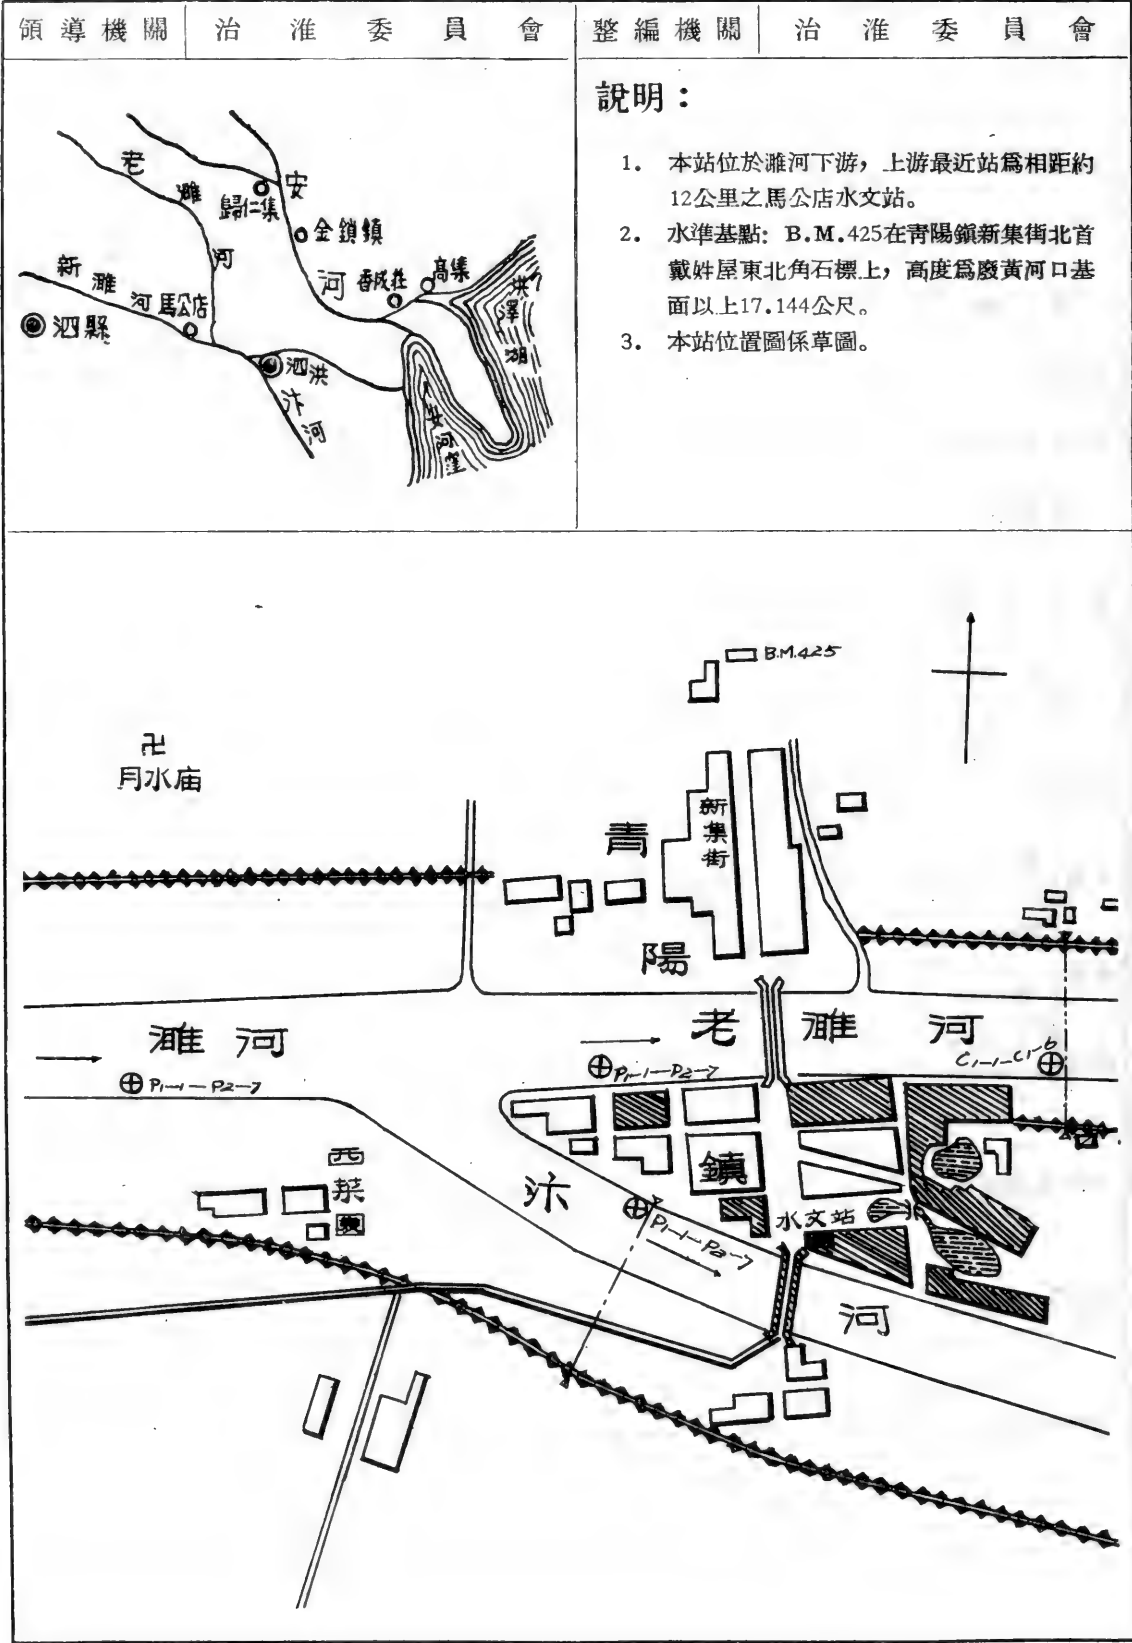 領導機關 治淮委員會 整編機關 治淮委員會
說明：
1. 本站位於濉河下游，上游最近站爲相距約
12公里之馬公店水文站。
2. 水準基點：B.M.425在青陽鎭新集街北首
戴姓屋東北角石標上，高度爲廢黃河口基
面以上17.144公尺。
3. 本站位置圖係草圖。
老濉河
歸仁集
安河
金鎖鎮
新濉河
馬公店
泗縣
泗洪
汴河
香成莊
高集
洪澤湖
安河窪
B.M.425
卍
月水庙
新集街
青陽鎮
濉河
老濉河
P1-1—P2-7
P1-1—P2-7
C1-1—C1-6
西菜園
汴河
P1-1—P2-7
水文站